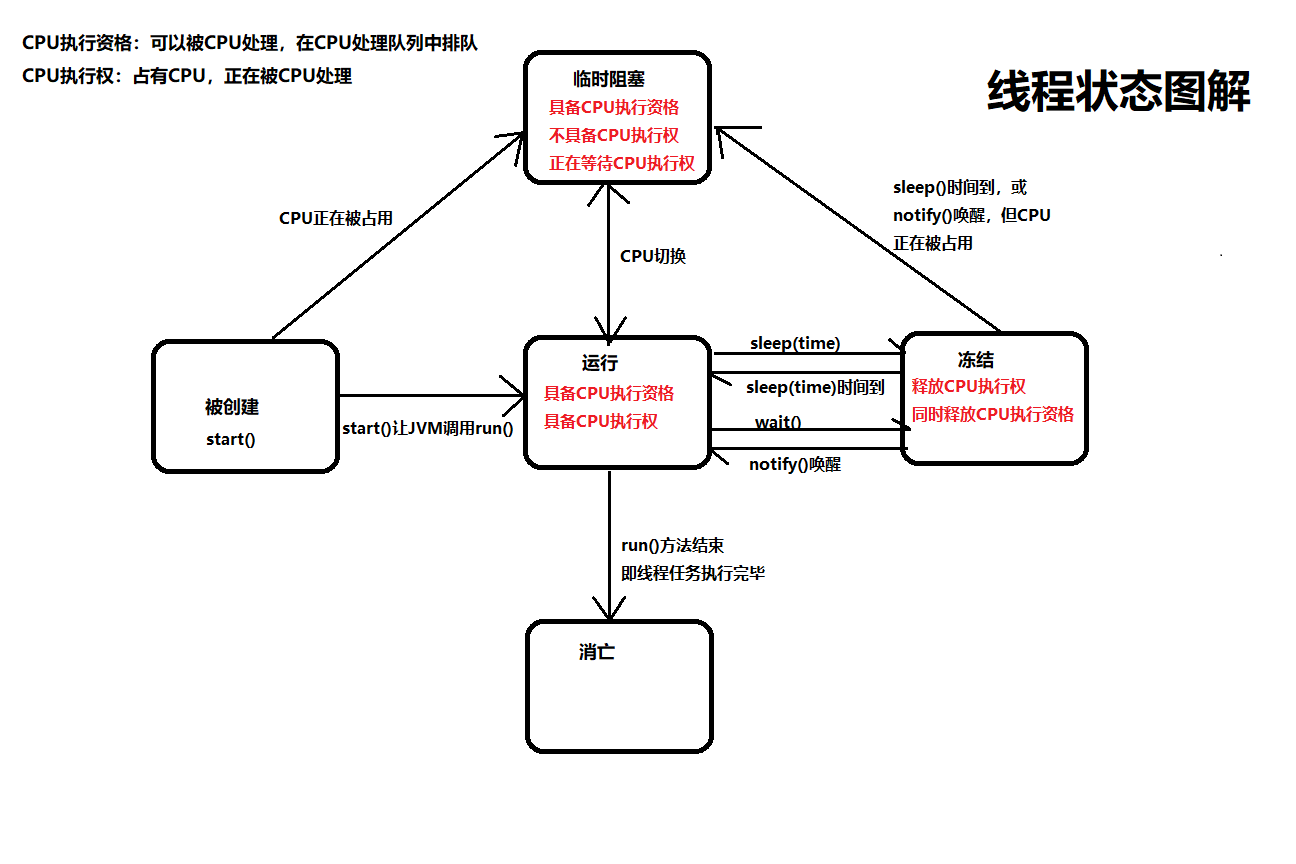 CPU执行资格：可以被CPU处理，在CPU处理队列中排队
CPU执行权：占有CPU，正在被CPU处理
线程状态图解
临时阻塞
具备CPU执行资格
不具备CPU执行权
正在等待CPU执行权
sleep()时间到，或
notify()唤醒，但CPU
正在被占用
CPU正在被占用
CPU切换
被创建
start()
start()让JVM调用run()
运行
具备CPU执行资格
具备CPU执行权
sleep(time)
sleep(time)时间到
wait()
notify()唤醒
冻结
释放CPU执行权
同时释放CPU执行资格
run()方法结束
即线程任务执行完毕
消亡